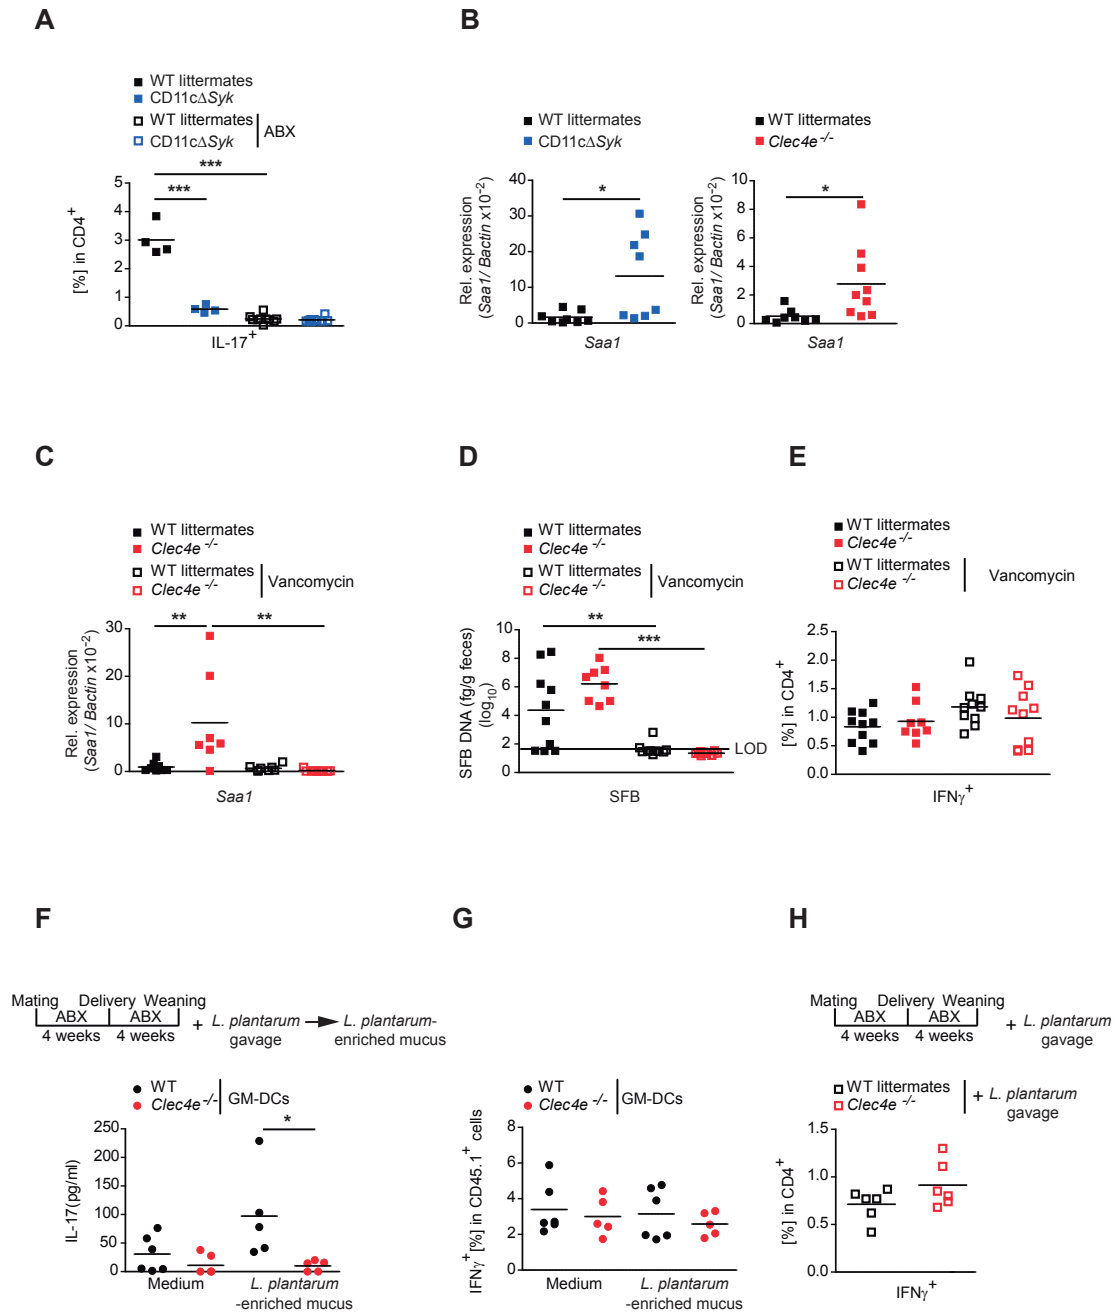 A
WT littermates
CD11cΔSyk
WT littermates
CD11cΔSyk
ABX
***
***
[%] in CD4+
5
4
3
2
1
0
IL-17+
B
WT littermates
CD11cΔSyk
*
Rel. expression
(Saa1/ Bactin x10-2)
40
30
20
10
0
Saa1
WT littermates
Clec4e-/-
*
Rel. expression
(Saa1/ Bactin x10-2)
10
8
6
4
2
0
Saa1
C
WT littermates
Clec4e -/-
WT littermates
Clec4e -/-
Vancomycin
**
**
Rel. expression
(Saa1/ Bactin x10-2)
30
20
10
0
Saa1
D
WT littermates
Clec4e -/-
WT littermates
Clec4e -/-
Vancomycin
**
***
SFB DNA (fg/g feces)
(log10)
10
8
6
4
2
0
LOD
SFB
E
WT littermates
Clec4e -/-
WT littermates
Clec4e -/-
Vancomycin
[%] in CD4+
2.5
2.0
1.5
1.0
0.5
0.0
IFNγ+
F
Mating Delivery Weaning
ABX ABX
4 weeks 4 weeks
+ L. plantarum
gavage
L. plantarum-
enriched mucus
WT
Clec4e -/-
GM-DCs
*
IL-17(pg/ml)
250
200
150
100
50
0
Medium
L. plantarum
-enriched mucus
G
WT
Clec4e -/-
GM-DCs
IFNγ+ [%] in CD45.1+ cells
8
6
4
2
0
Medium
L. plantarum
-enriched mucus
H
Mating Delivery Weaning
ABX ABX
4 weeks 4 weeks
+ L. plantarum
gavage
WT littermates
Clec4e -/-
+ L. plantarum
gavage
[%] in CD4+
1.5
1.0
0.5
0.0
IFNγ+